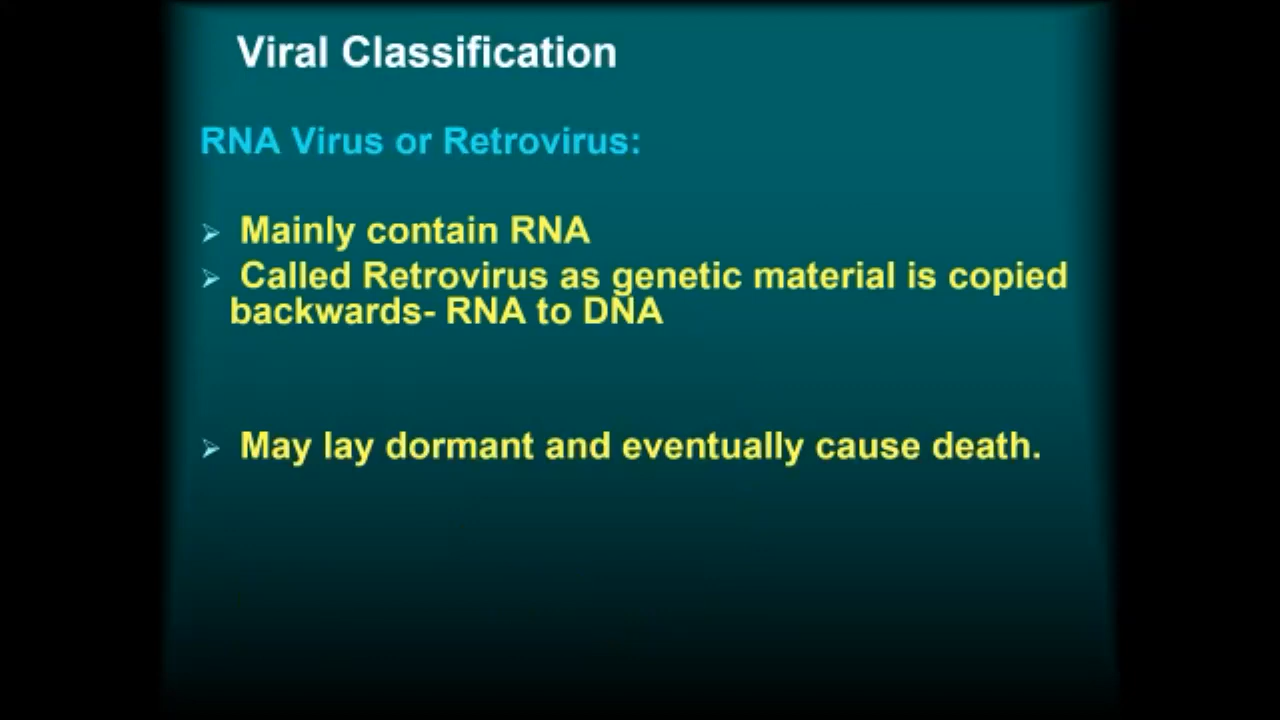 Viral Classification
RNA Virus or Retrovirus:
➢ Mainly contain RNA
➢ Called Retrovirus as genetic material is copied
backwards- RNA to DNA
➢ May lay dormant and eventually cause death.